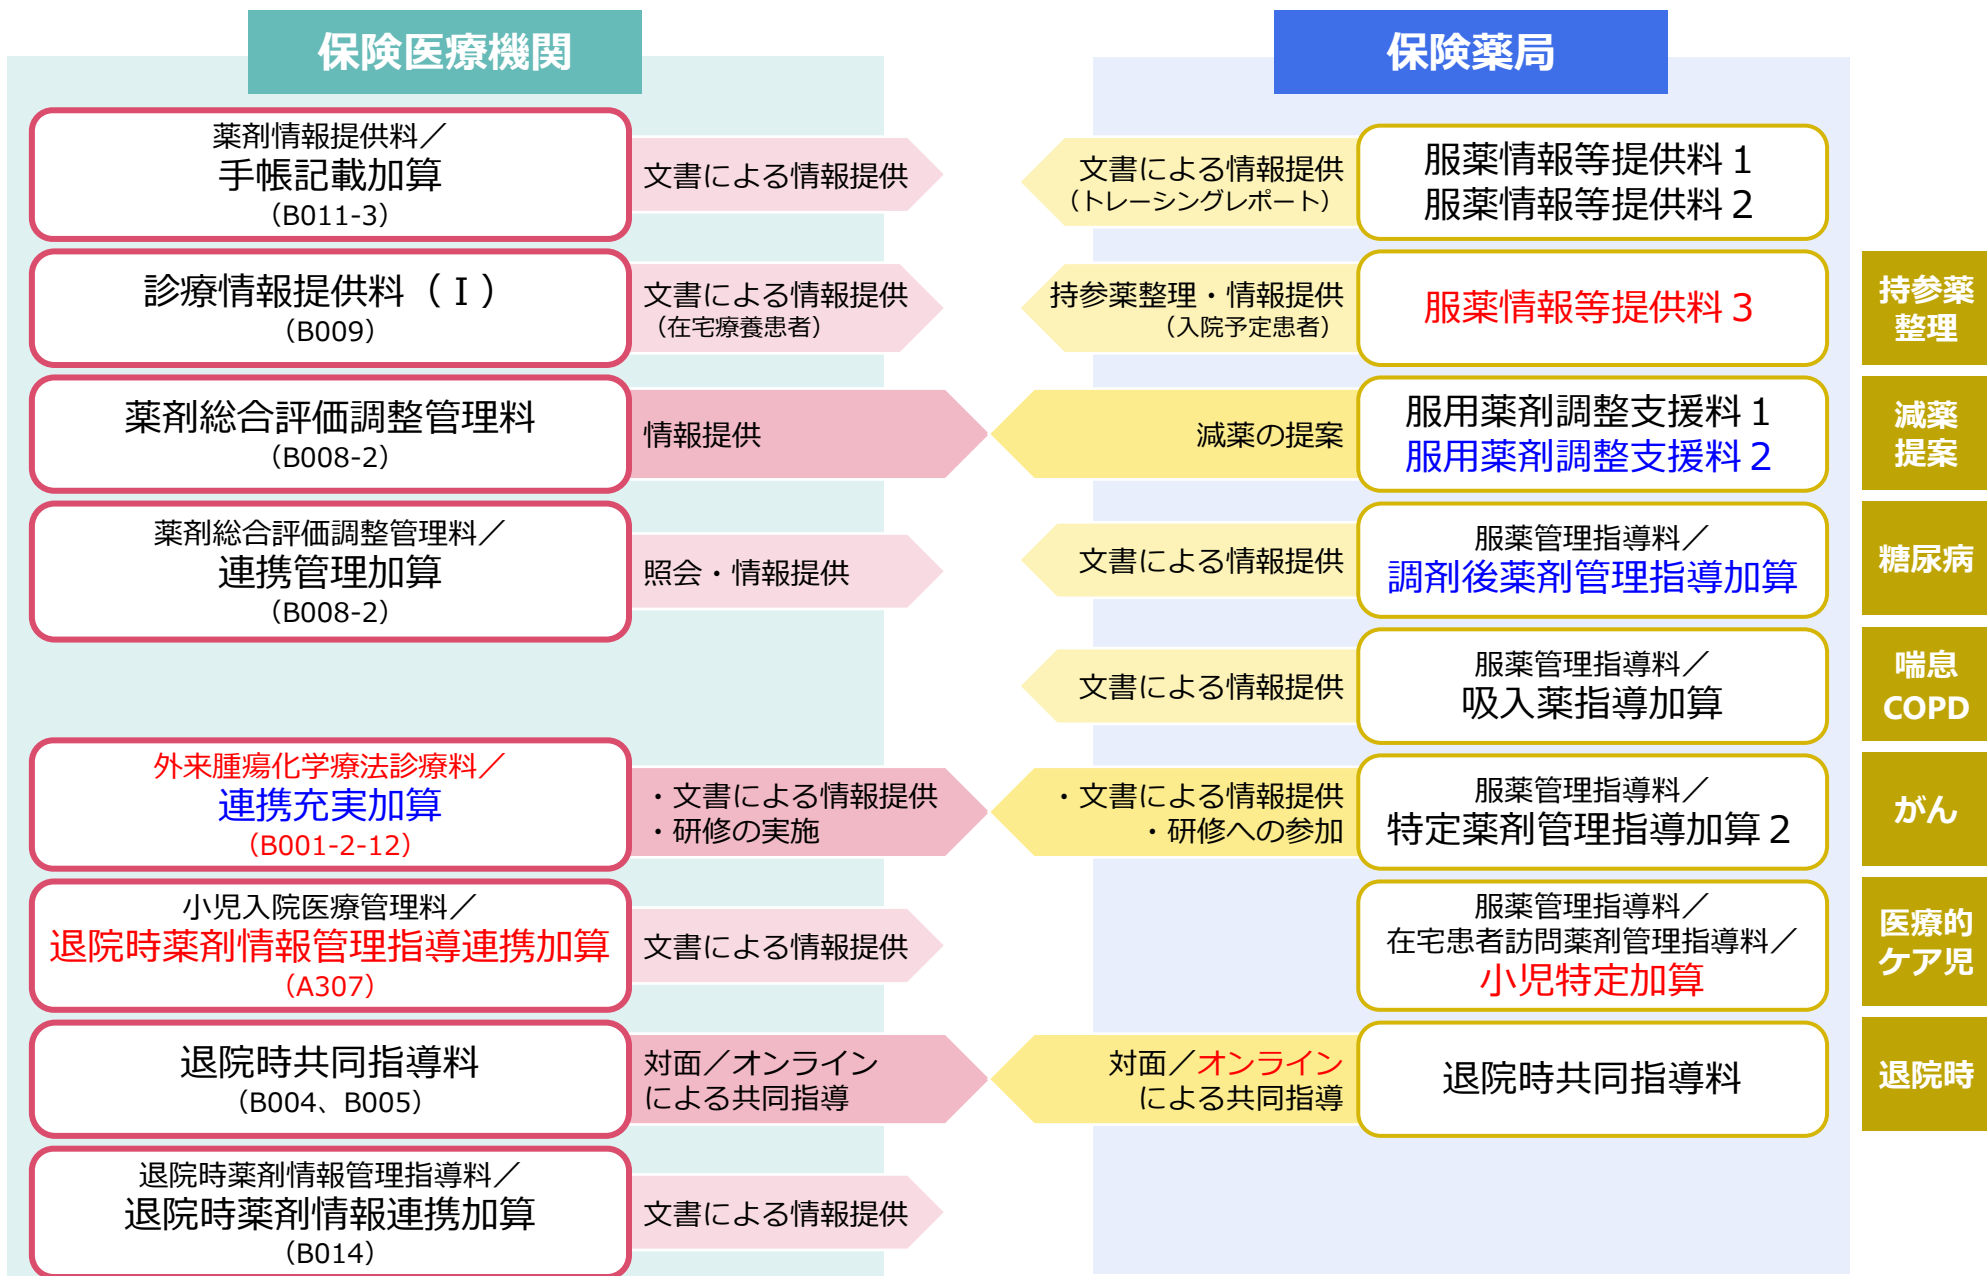 保険医療機関
保険薬局
薬剤情報提供料／
手帳記載加算
（B011-3）
文書による情報提供
文書による情報提供
（トレーシングレポート）
服薬情報等提供料１
服薬情報等提供料２
診療情報提供料（Ⅰ）
（B009）
文書による情報提供
（在宅療養患者）
持参薬整理・情報提供
（入院予定患者）
服薬情報等提供料３
持参薬
整理
薬剤総合評価調整管理料
（B008-2）
情報提供
減薬の提案
服用薬剤調整支援料１
服用薬剤調整支援料２
減薬
提案
薬剤総合評価調整管理料／
連携管理加算
（B008-2）
照会・情報提供
文書による情報提供
服薬管理指導料／
調剤後薬剤管理指導加算
糖尿病
文書による情報提供
服薬管理指導料／
吸入薬指導加算
喘息
COPD
外来腫瘍化学療法診療料／
連携充実加算
（B001-2-12）
・文書による情報提供
・研修の実施
・文書による情報提供
・研修への参加
服薬管理指導料／
特定薬剤管理指導加算２
がん
小児入院医療管理料／
退院時薬剤情報管理指導連携加算
（A307）
文書による情報提供
服薬管理指導料／
在宅患者訪問薬剤管理指導料／
小児特定加算
医療的
ケア児
退院時共同指導料
（B004、B005）
対面／オンライン
による共同指導
対面／オンライン
による共同指導
退院時共同指導料
退院時
退院時薬剤情報管理指導料／
退院時薬剤情報連携加算
（B014）
文書による情報提供